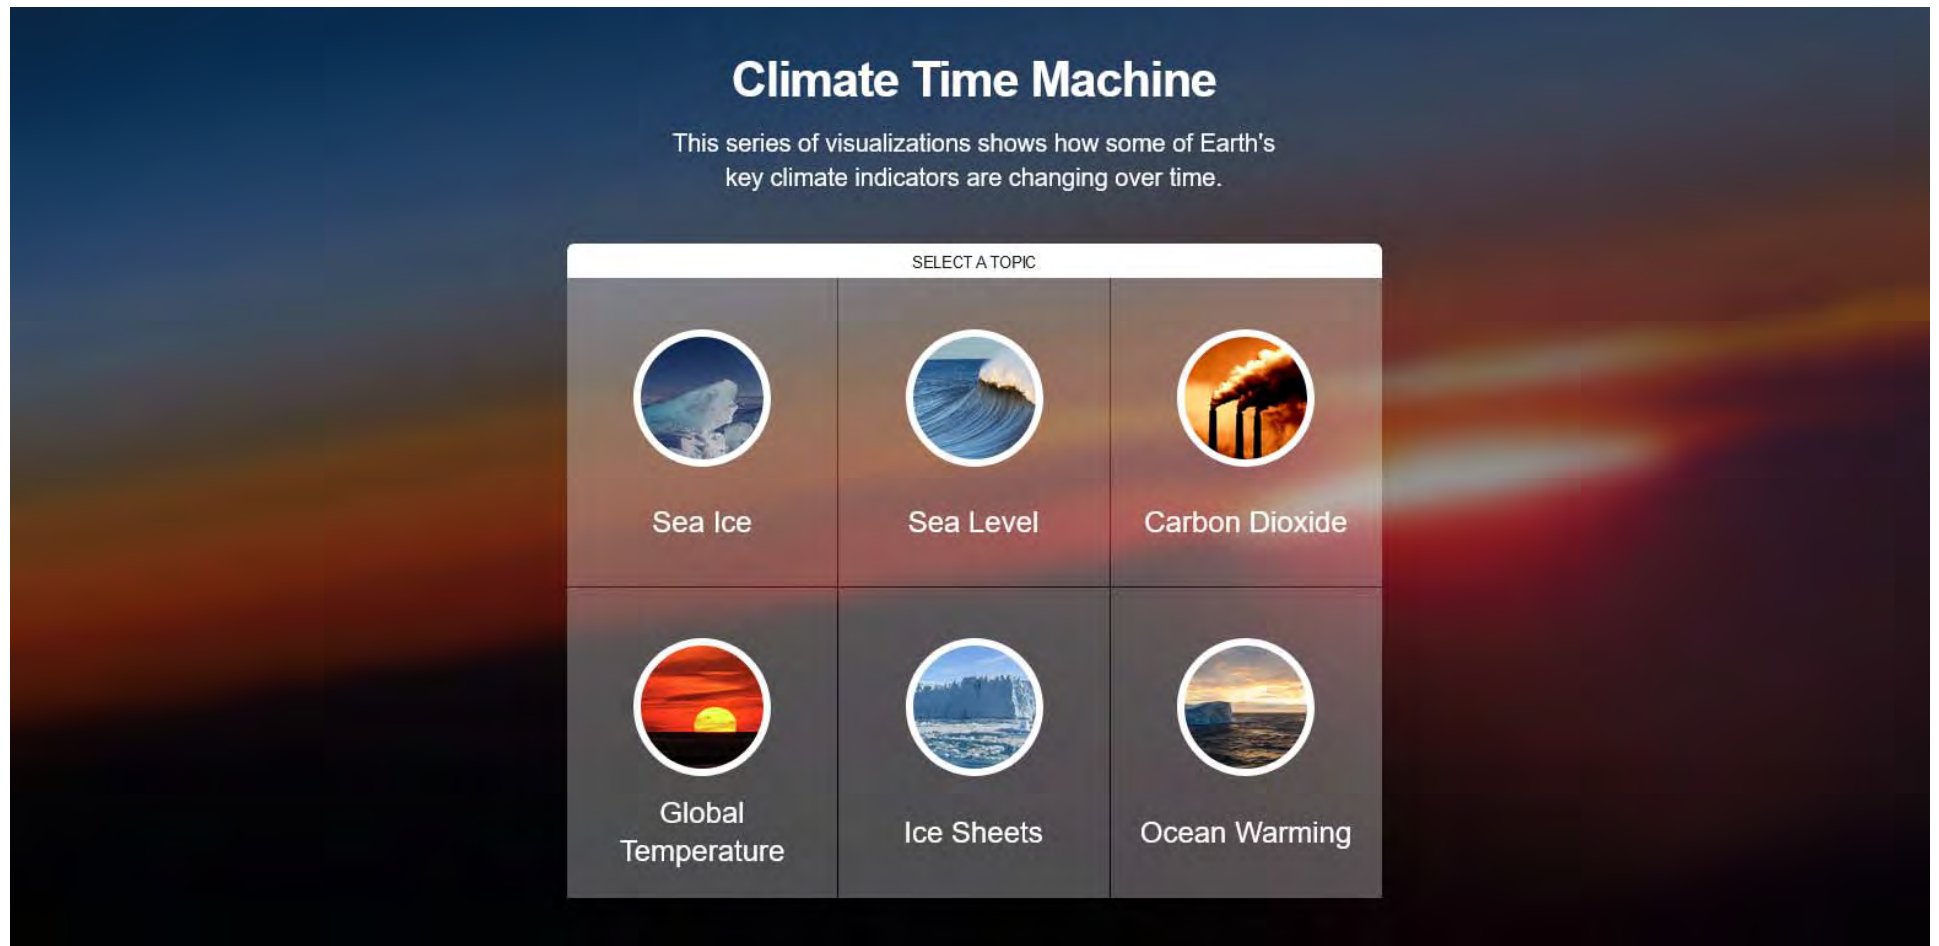 Climate Time Machine
This series of visualizations shows how some of Earth's
key climate indicators are changing over time.
SELECT A TOPIC
Sea Ice
Sea Level
Carbon Dioxide
Global
Temperature
Ice Sheets
Ocean Warming